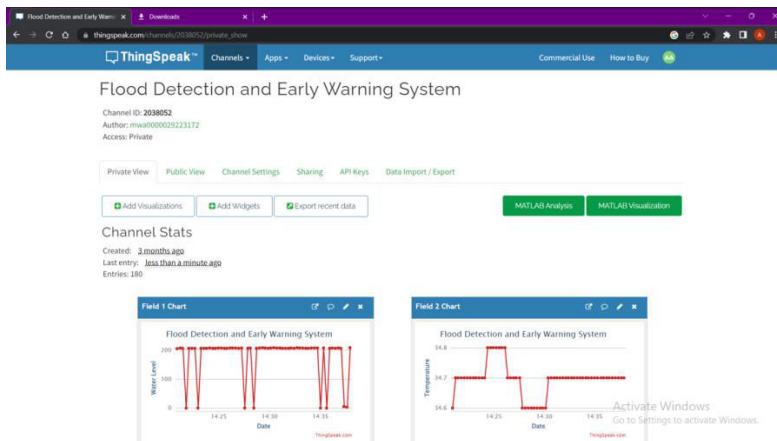 Flood Detection and Early Warni
Downloads
thingspeak.com/channels/2038052/private_show
ThingSpeak™ Channels Apps Devices Support Commercial Use How to Buy AA
Flood Detection and Early Warning System
Channel ID: 2038052
Author: mwa0000029223172
Access: Private
Private View Public View Channel Settings Sharing API Keys Data Import / Export
Add Visualizations Add Widgets Export recent data MATLAB Analysis MATLAB Visualization
Channel Stats
Created: 3 months ago
Last entry: less than a minute ago
Entries: 180
Field 1 Chart
Flood Detection and Early Warning System
Water Level
200
100
0
14:25 14:30 14:35
Date
ThingSpeak.com
Field 2 Chart
Flood Detection and Early Warning System
Temperature
34.8
34.7
34.6
14:25 14:30 14:35
Date
ThingSpeak.com
Activate Windows
Go to Settings to activate Windows.